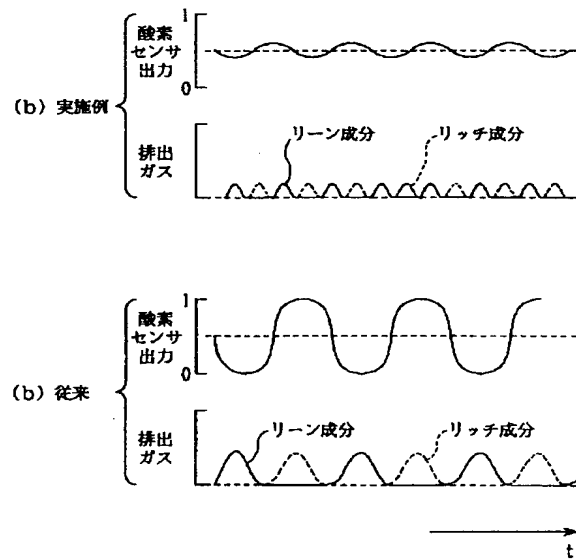 1
酸素
センサ
出力
0
(b) 実施例
排出
ガス
リーン成分
リッチ成分
1
酸素
センサ
出力
0
(b) 従来
排出
ガス
リーン成分
リッチ成分
t